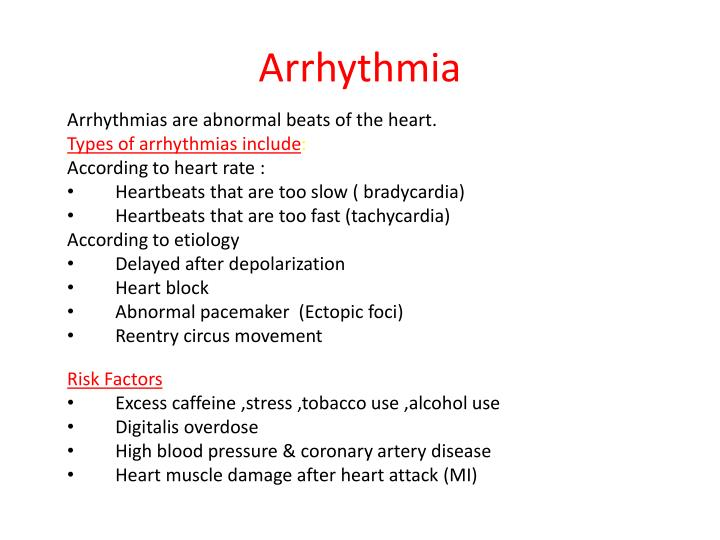 Arrhythmia
Arrhythmias are abnormal beats of the heart.
Types of arrhythmias include:
According to heart rate :
• Heartbeats that are too slow ( bradycardia)
• Heartbeats that are too fast (tachycardia)
According to etiology
• Delayed after depolarization
• Heart block
• Abnormal pacemaker  (Ectopic foci)
• Reentry circus movement
Risk Factors
• Excess caffeine ,stress ,tobacco use ,alcohol use
• Digitalis overdose
• High blood pressure & coronary artery disease
• Heart muscle damage after heart attack (MI)